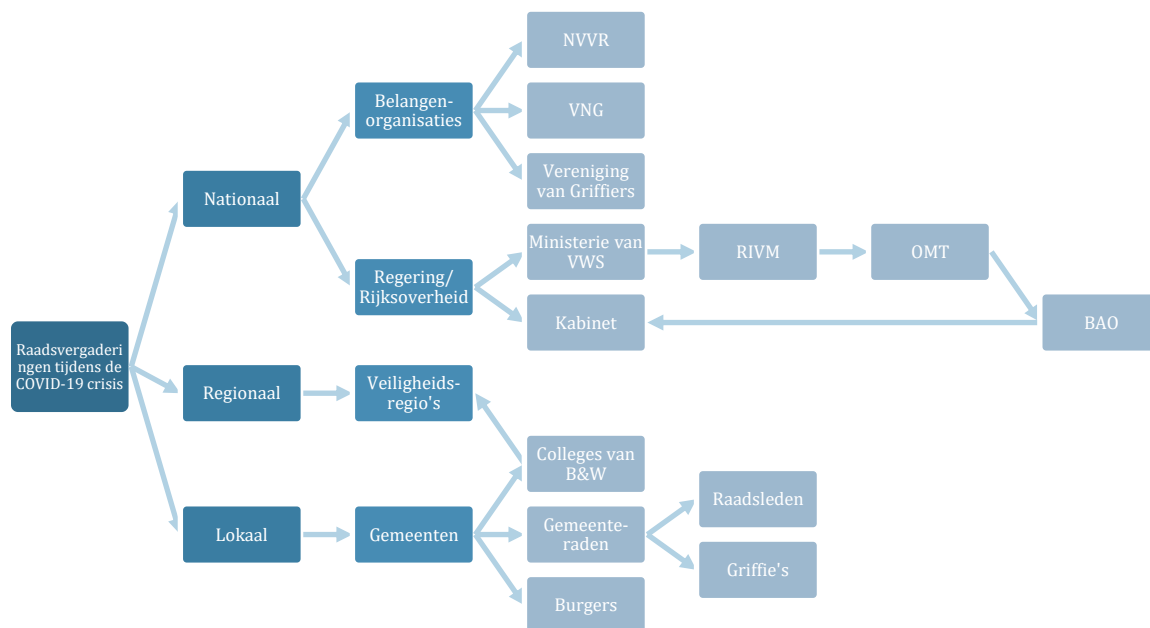 NVVR
Belangen-
organisaties
VNG
Vereniging
van Griffiers
Nationaal
Ministerie van
VWS
RIVM
OMT
Regering/
Rijksoverheid
Kabinet
BAO
Raadsvergaderi
ngen tijdens de
COVID-19 crisis
Regionaal
Veiligheids-
regio's
Colleges van
B&W
Raadsleden
Lokaal
Gemeenten
Gemeente-
raden
Griffie's
Burgers